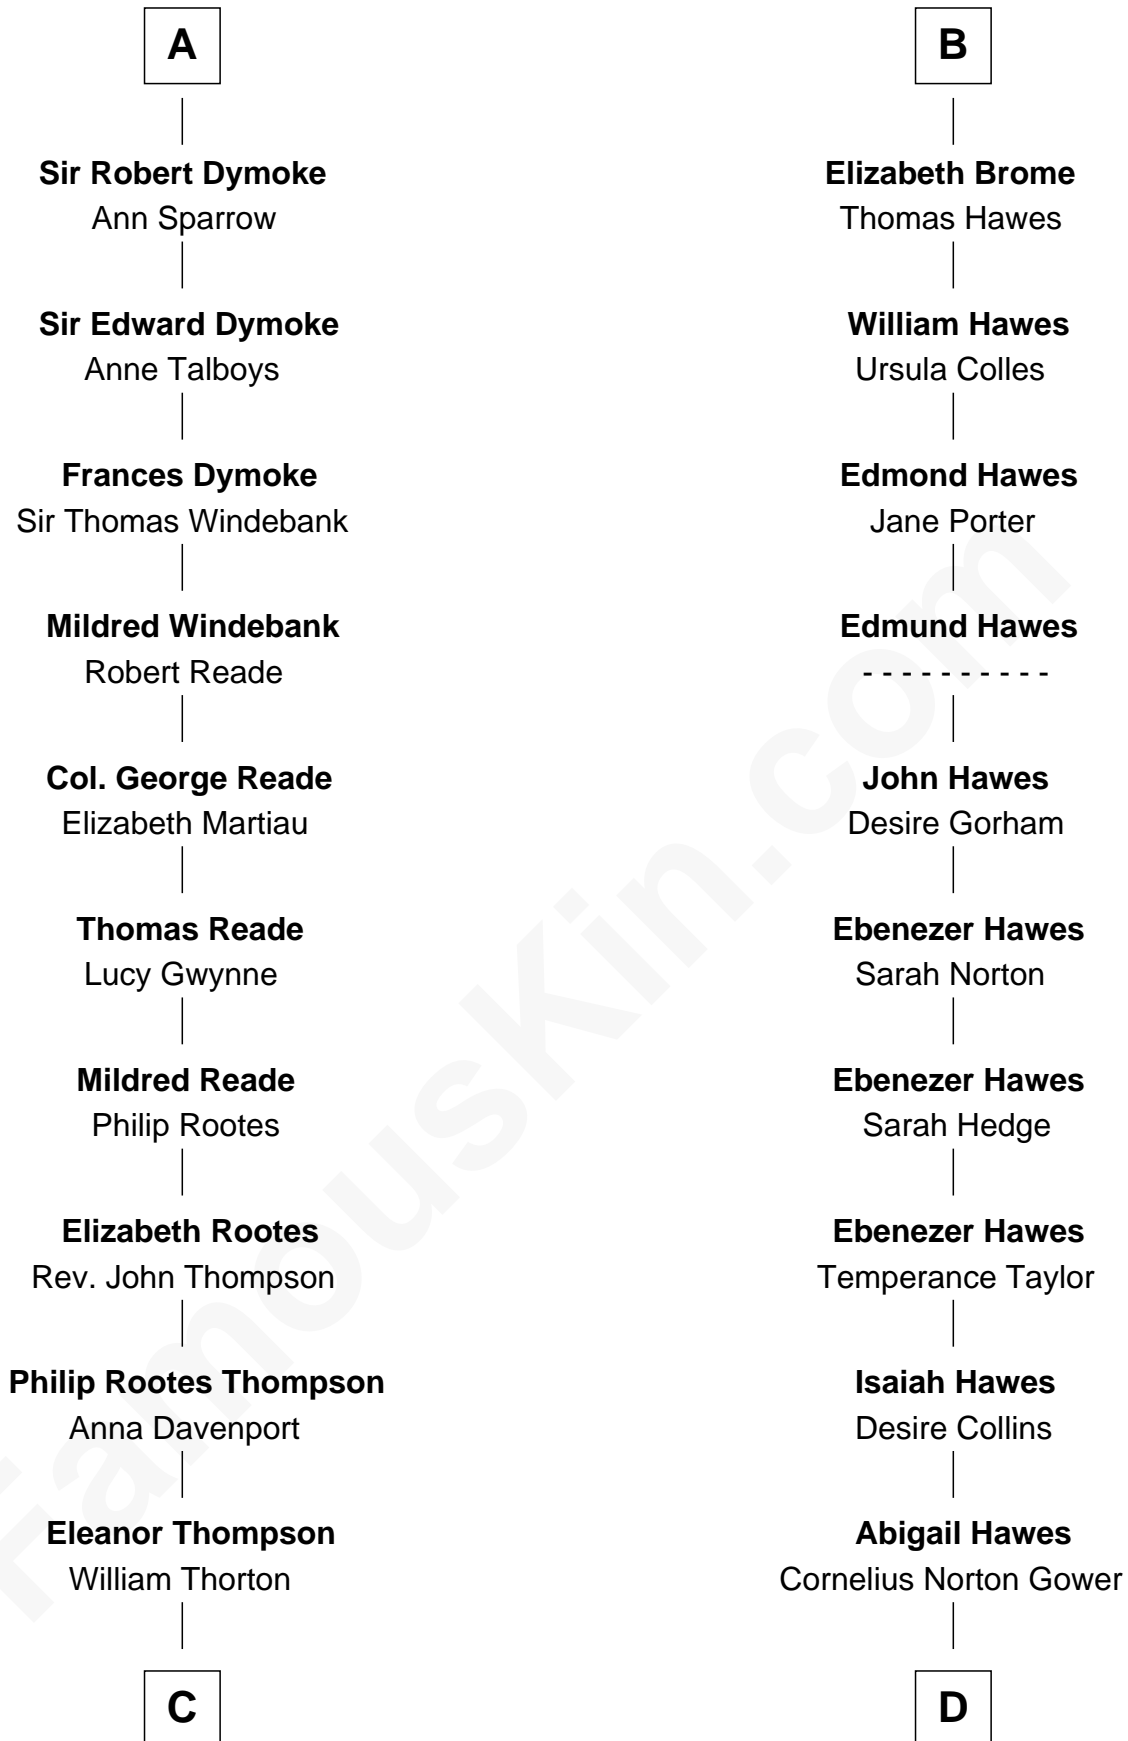 A
Sir Robert Dymoke
Ann Sparrow
Sir Edward Dymoke
Anne Talboys
Frances Dymoke
Sir Thomas Windebank
Mildred Windebank
Robert Reade
Col. George Reade
Elizabeth Martiau
Thomas Reade
Lucy Gwynne
Mildred Reade
Philip Rootes
Elizabeth Rootes
Rev. John Thompson
Philip Rootes Thompson
Anna Davenport
Eleanor Thompson
William Thorton
C
B
Elizabeth Brome
Thomas Hawes
William Hawes
Ursula Colles
Edmond Hawes
Jane Porter
Edmund Hawes
- - - - - - - - - -
John Hawes
Desire Gorham
Ebenezer Hawes
Sarah Norton
Ebenezer Hawes
Sarah Hedge
Ebenezer Hawes
Temperance Taylor
Isaiah Hawes
Desire Collins
Abigail Hawes
Cornelius Norton Gower
D
FamousKin.com